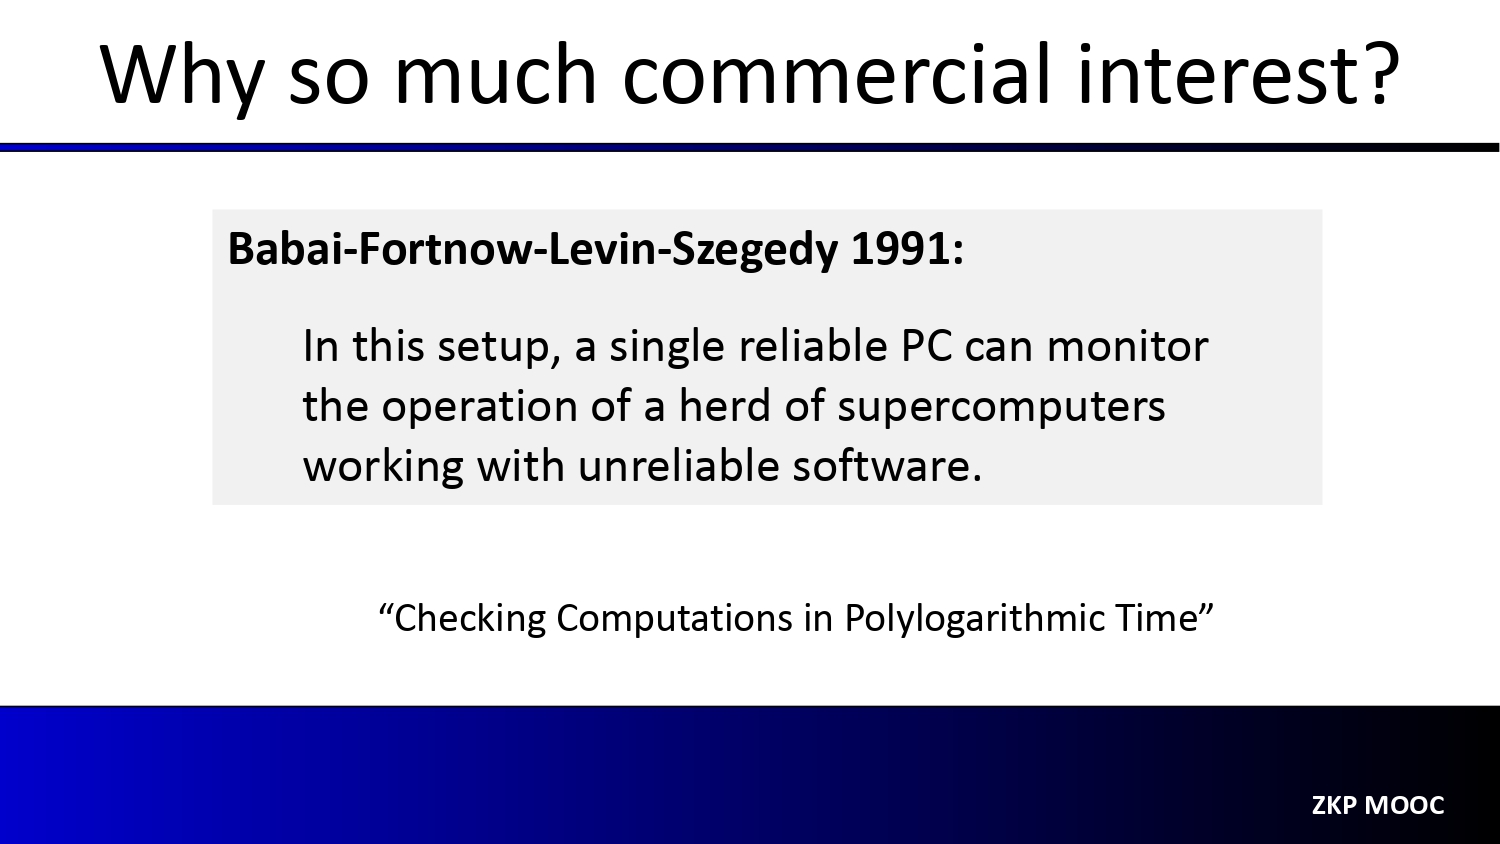 Why so much commercial interest?
Babai-Fortnow-Levin-Szegedy 1991:
In this setup, a single reliable PC can monitor
the operation of a herd of supercomputers
working with unreliable software.
“Checking Computations in Polylogarithmic Time”
ZKP MOOC